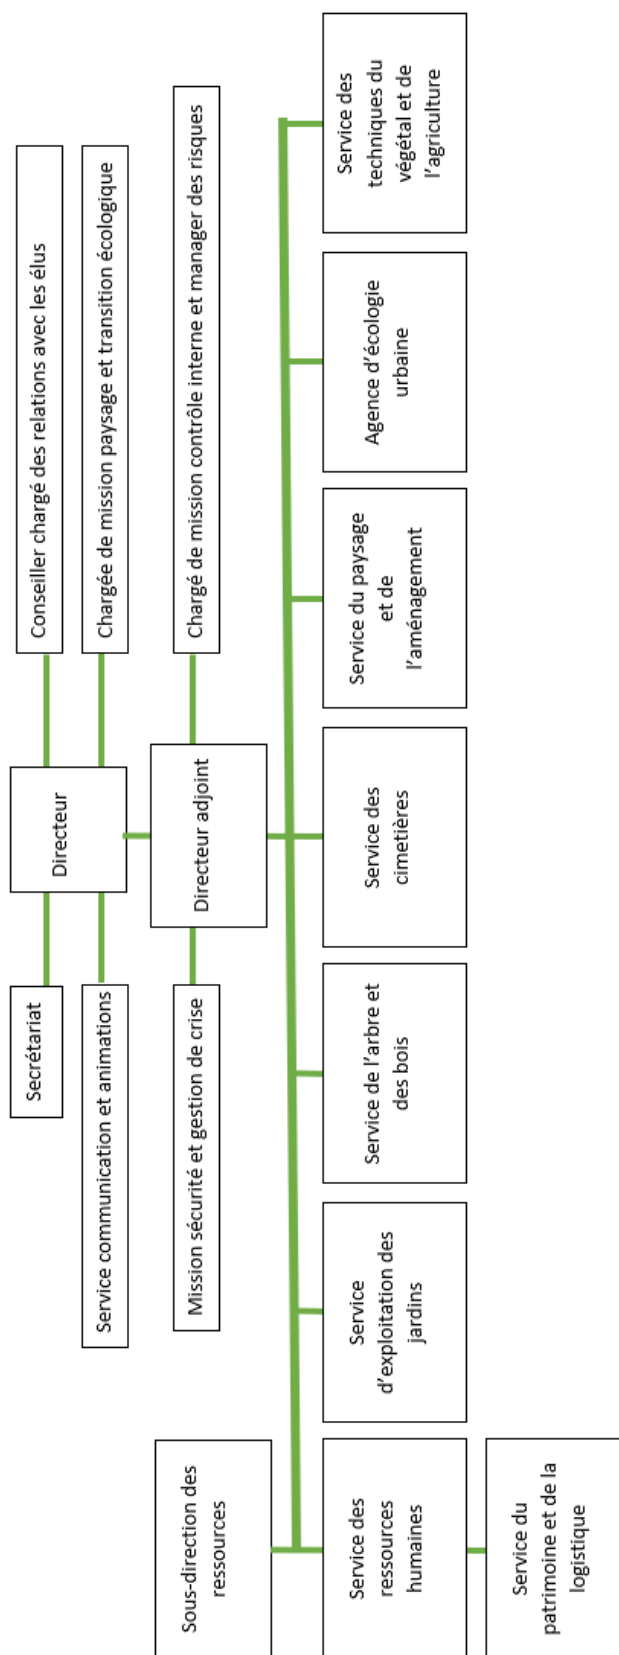 Directeur
Secrétariat
Conseiller chargé des relations avec les élus
Service communication et animations
Chargée de mission paysage et transition écologique
Directeur adjoint
Mission sécurité et gestion de crise
Chargé de mission contrôle interne et manager des risques
Sous-direction des
ressources
Service des
ressources
humaines
Service
d'exploitation des
jardins
Service de l'arbre et
des bois
Service des
cimetières
Service du paysage
et de
l'aménagement
Agence d'écologie
urbaine
Service des
techniques du
végétal et de
l'agriculture
Service du
patrimoine et de la
logistique